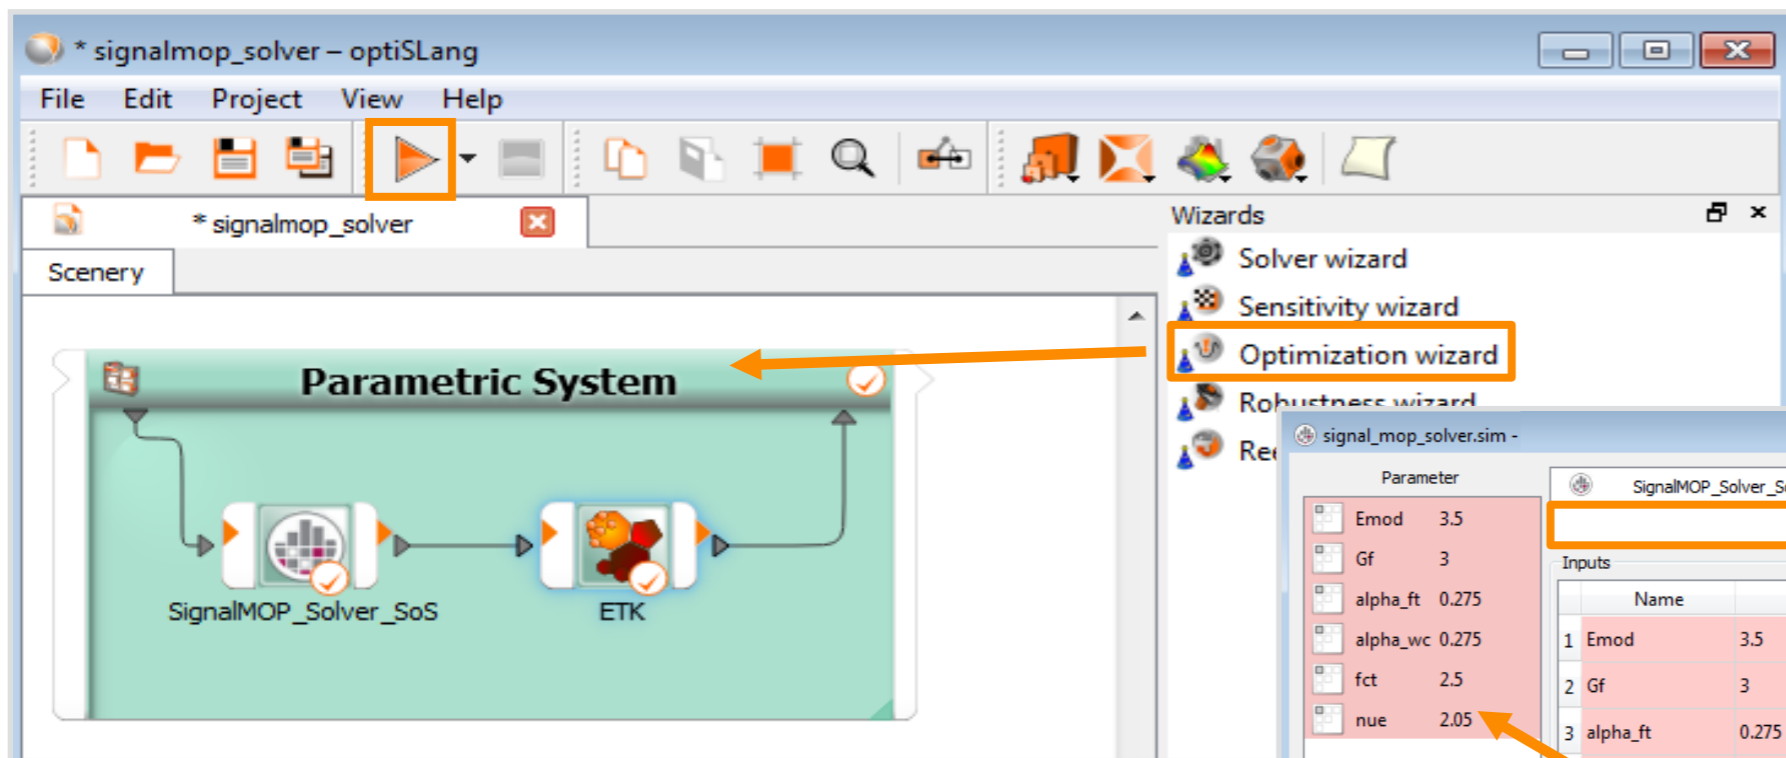 * signalmop_solver – optiSLang
File Edit Project View Help
* signalmop_solver
Scenery
Parametric System
SignalMOP_Solver_SoS
ETK
Wizards
Solver wizard
Sensitivity wizard
Optimization wizard
Robustness wizard
signal_mop_solver.sim -
Parameter
Emod 3.5
Gf 3
alpha_ft 0.275
alpha_wc 0.275
fct 2.5
nue 2.05
SignalMOP_Solver_S
Inputs
Name
1 Emod 3.5
2 Gf 3
3 alpha_ft 0.275